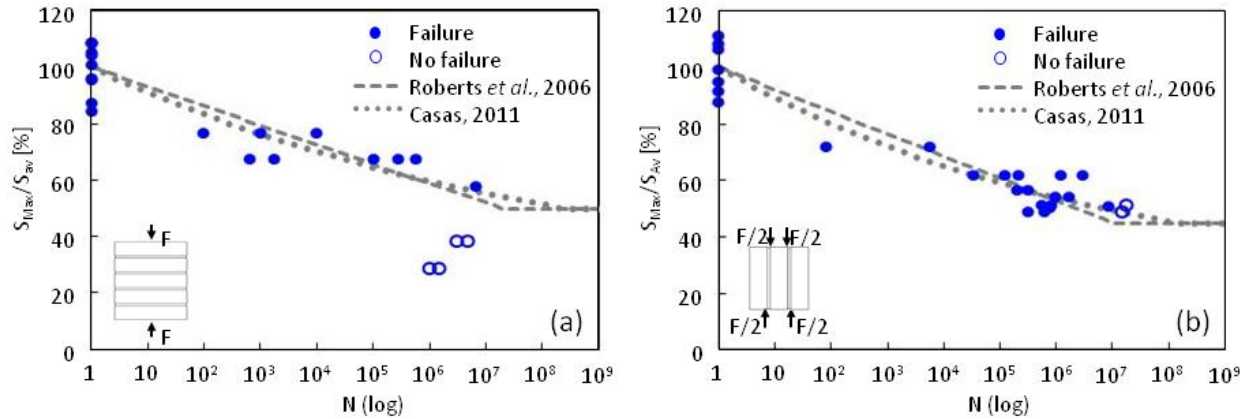 120
100
80
60
40
20
0
S_Max/S_av [%]
Failure
No failure
Roberts et al., 2006
Casas, 2011
F
F
(a)
1 10 10² 10³ 10⁴ 10⁵ 10⁶ 10⁷ 10⁸ 10⁹
N (log)
120
100
80
60
40
20
0
S_Max/S_Av [%]
Failure
No failure
Roberts et al., 2006
Casas, 2011
F/2 F/2
F/2 F/2
(b)
1 10 10² 10³ 10⁴ 10⁵ 10⁶ 10⁷ 10⁸ 10⁹
N (log)